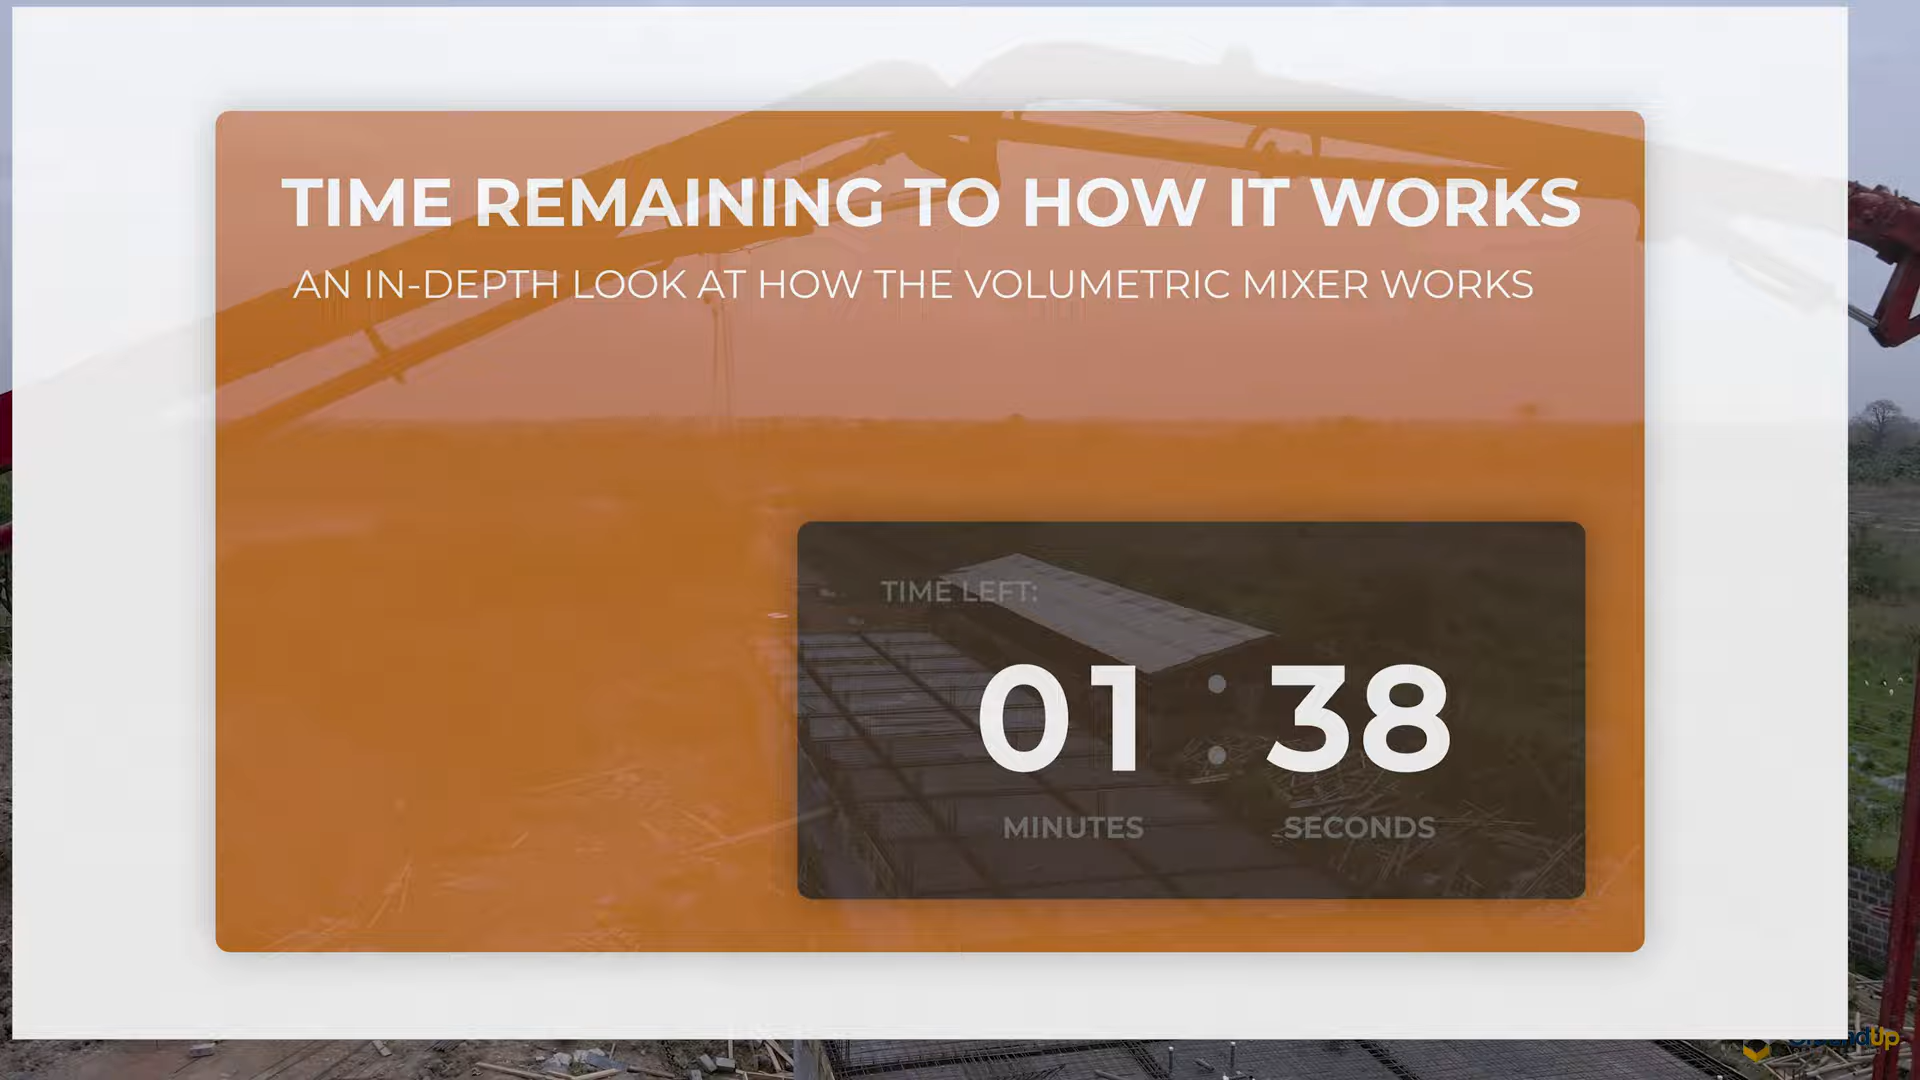 TIME REMAINING TO HOW IT WORKS
AN IN-DEPTH LOOK AT HOW THE VOLUMETRIC MIXER WORKS
TIME LEFT:
01 : 38
MINUTES SECONDS
GroundUp